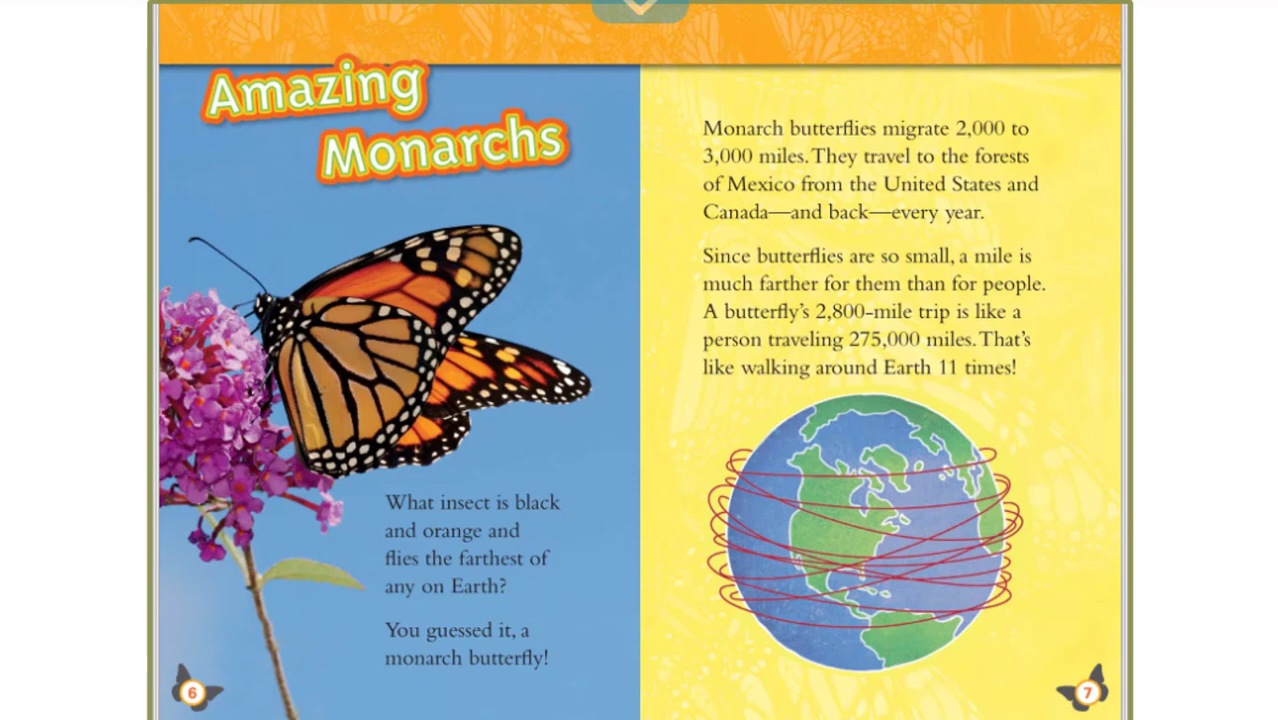 Amazing
Monarchs
What insect is black
and orange and
flies the farthest of
any on Earth?
You guessed it, a
monarch butterfly!
6
Monarch butterflies migrate 2,000 to
3,000 miles. They travel to the forests
of Mexico from the United States and
Canada—and back—every year.
Since butterflies are so small, a mile is
much farther for them than for people.
A butterfly's 2,800-mile trip is like a
person traveling 275,000 miles. That's
like walking around Earth 11 times!
7